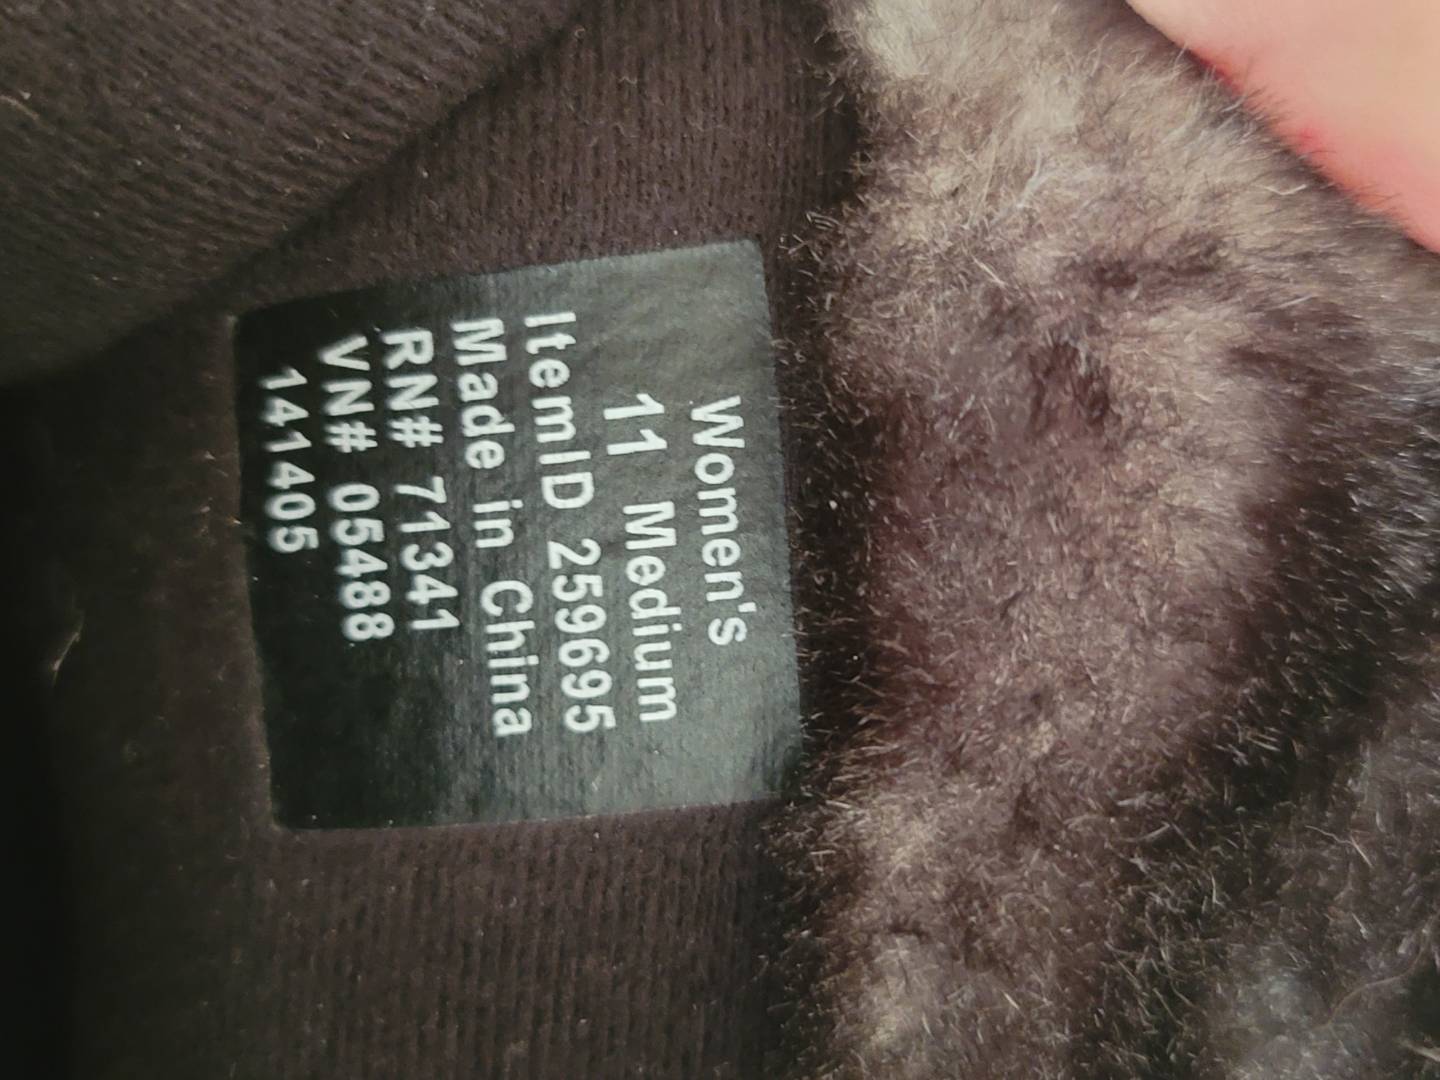 Women's
11 Medium
ItemID 259695
Made in China
RN# 71341
VN# 05488
141405